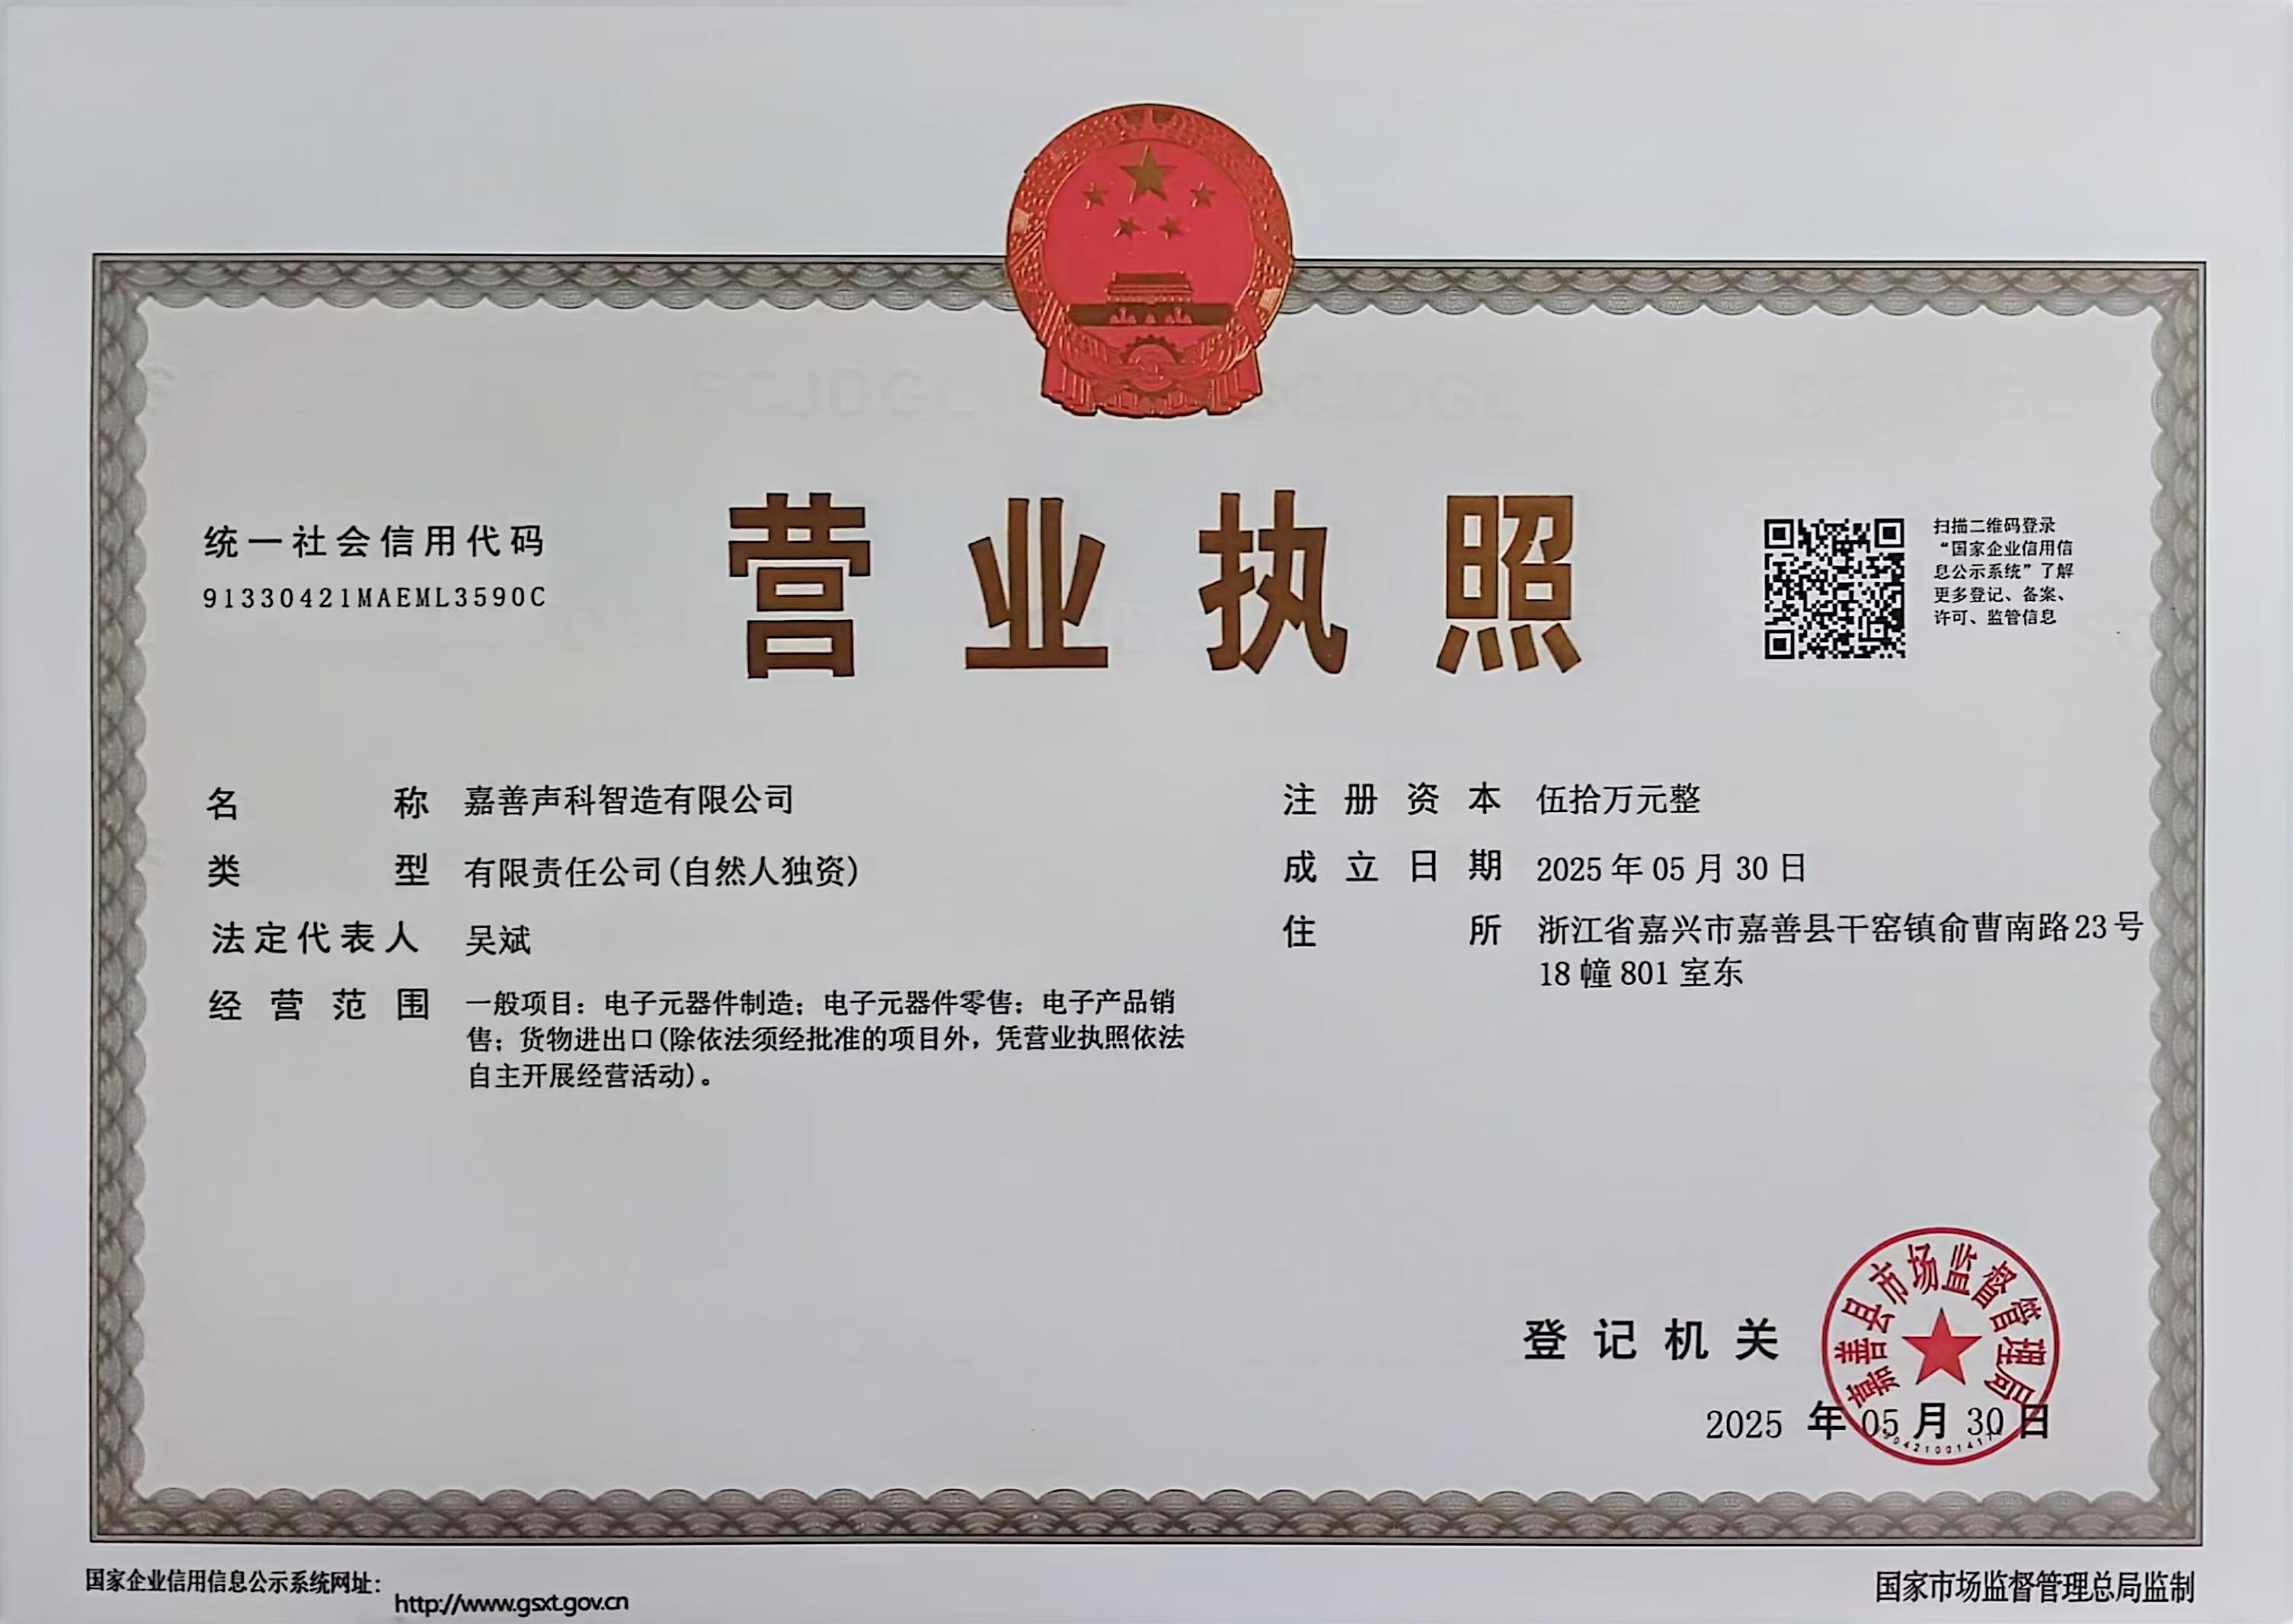 营业执照
统一社会信用代码
91330421MAEML3590C
扫描二维码登录
“国家企业信用信
息公示系统”了解
更多登记、备案、
许可、监管信息
名称 嘉善声科智造有限公司
类型 有限责任公司(自然人独资)
法定代表人 吴斌
经营范围 一般项目：电子元器件制造；电子元器件零售；电子产品销
售；货物进出口(除依法须经批准的项目外，凭营业执照依法
自主开展经营活动)。
注册资本 伍拾万元整
成立日期 2025年05月30日
住所 浙江省嘉兴市嘉善县干窑镇俞曹南路23号
18幢801室东
登记机关
嘉善县市场监督管理局
2025 年 05 月 30 日
国家企业信用信息公示系统网址：
http://www.gsxt.gov.cn
国家市场监督管理总局监制